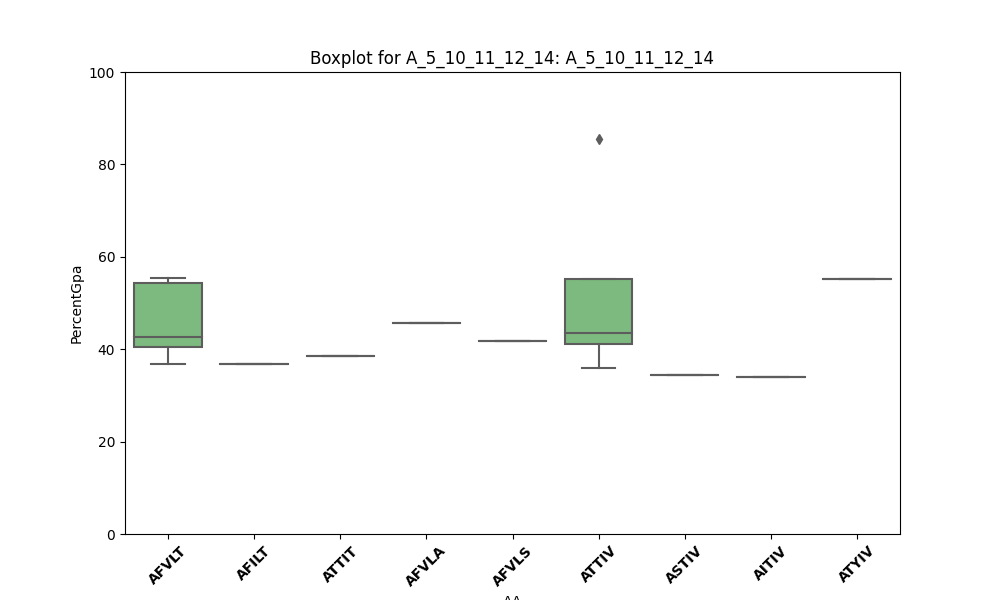 Boxplot for A_5_10_11_12_14: A_5_10_11_12_14
100
80
60
40
20
0
PercentGpa
AFVLT AFILT ATTIT AFVLA AFVLS ATTIV ASTIV AITIV ATYIV